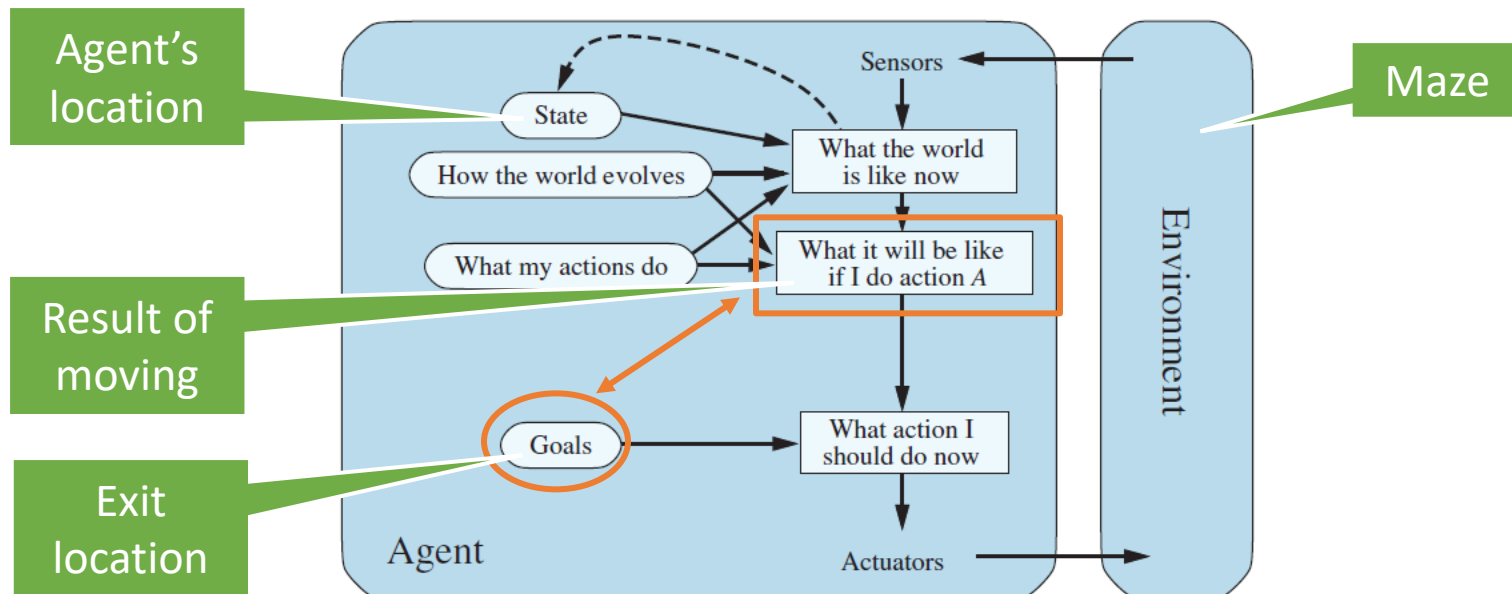 Agent’s
location
Sensors
Maze
State
What the world
is like now
How the world evolves
Environment
What it will be like
if I do action A
What my actions do
Result of
moving
Goals
What action I
should do now
Exit
location
Agent
Actuators